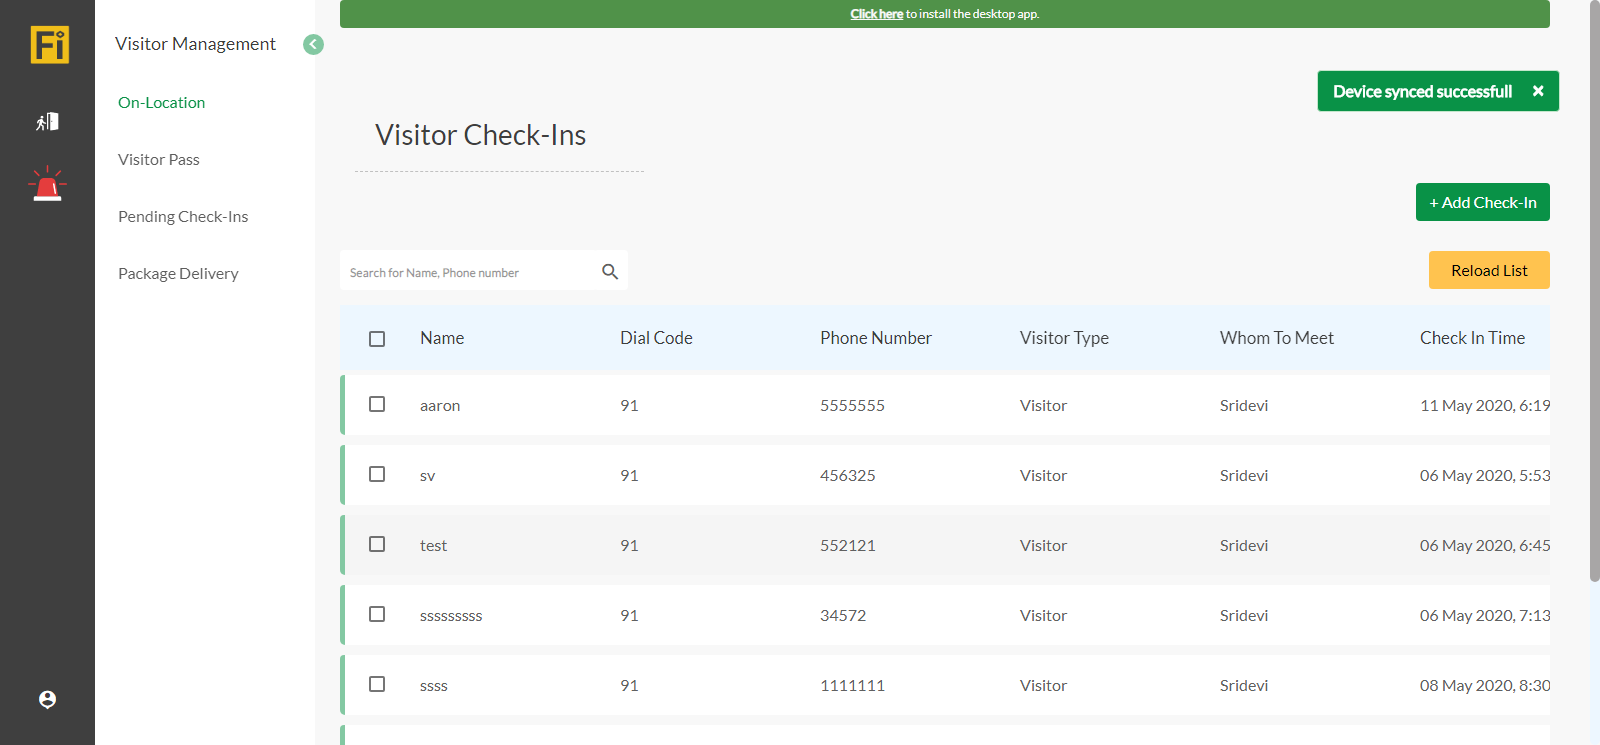 Click here to install the desktop app.
Fi
Visitor Management
Device synced successfull ×
On-Location
Visitor Check-Ins
Visitor Pass
+ Add Check-In
Pending Check-Ins
Package Delivery
Search for Name, Phone number
Reload List
Name Dial Code Phone Number Visitor Type Whom To Meet Check In Time
aaron 91 5555555 Visitor Sridevi 11 May 2020, 6:19
sv 91 456325 Visitor Sridevi 06 May 2020, 5:53
test 91 552121 Visitor Sridevi 06 May 2020, 6:45
sssssssss 91 34572 Visitor Sridevi 06 May 2020, 7:13
ssss 91 1111111 Visitor Sridevi 08 May 2020, 8:30